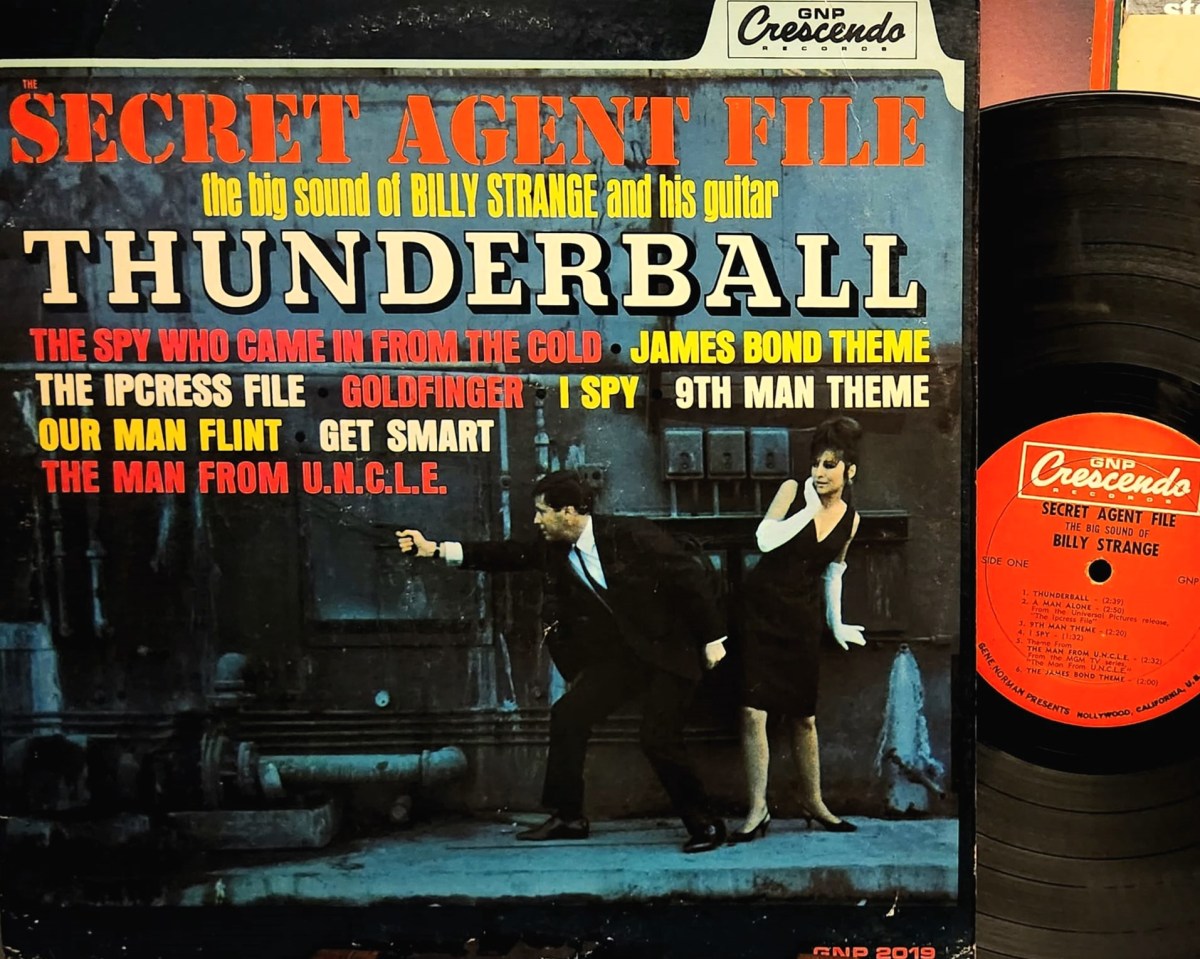 GNP
Crescendo
RECORDS
THE
SECRET AGENT FILE
the big sound of BILLY STRANGE and his guitar
THUNDERBALL
THE SPY WHO CAME IN FROM THE COLD · JAMES BOND THEME
THE IPCRESS FILE · GOLDFINGER · I SPY · 9TH MAN THEME
OUR MAN FLINT · GET SMART
THE MAN FROM U.N.C.L.E.
GNP 2019
GNP
Crescendo
RECORDS
SECRET AGENT FILE
THE BIG SOUND OF
BILLY STRANGE
SIDE ONE
GNP
1. THUNDERBALL - (2:39)
2. A MAN ALONE - (2:50)
From the Universal Pictures release,
"The Ipcress File"
3. 9TH MAN THEME - (2:20)
4. I SPY - (1:32)
5. Theme From
THE MAN FROM U.N.C.L.E. - (2:32)
From the MGM TV series,
"The Man From U.N.C.L.E."
6. THE JAMES BOND THEME - (2:00)
GENE NORMAN PRESENTS HOLLYWOOD, CALIFORNIA, U.S.